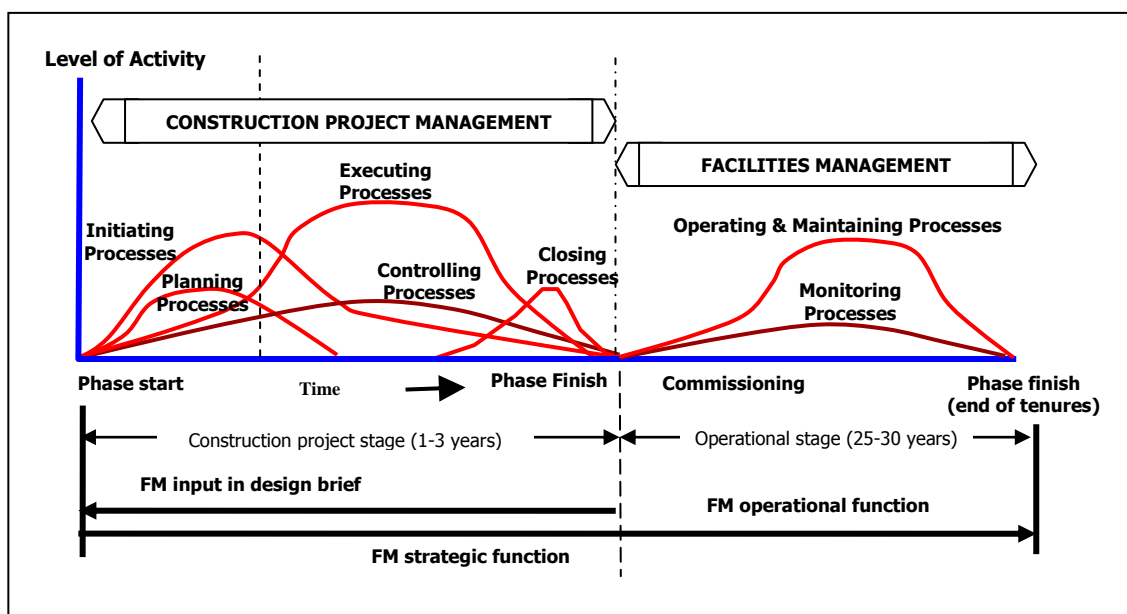 Level of Activity
CONSTRUCTION PROJECT MANAGEMENT
FACILITIES MANAGEMENT
Executing
Processes
Initiating
Processes
Planning
Processes
Controlling
Processes
Closing
Processes
Operating & Maintaining Processes
Monitoring
Processes
Phase start
Time
Phase Finish
Commissioning
Phase finish
(end of tenures)
Construction project stage (1-3 years)
Operational stage (25-30 years)
FM input in design brief
FM operational function
FM strategic function